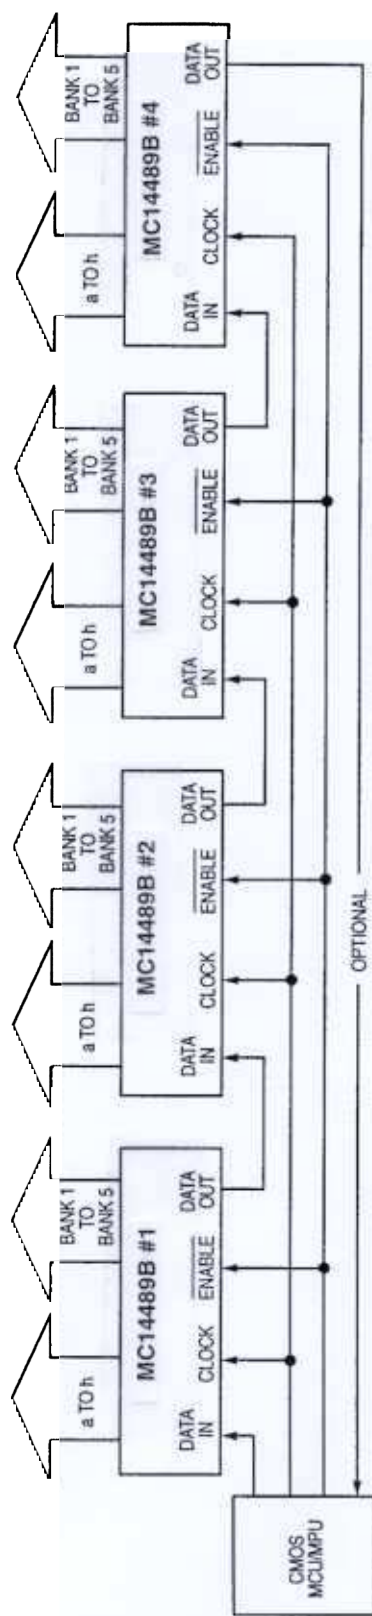 a TO h
BANK 1
TO
BANK 5
a TO h
BANK 1
TO
BANK 5
a TO h
BANK 1
TO
BANK 5
a TO h
BANK 1
TO
BANK 5
MC14489B #1
MC14489B #2
MC14489B #3
MC14489B #4
DATA
IN
CLOCK
ENABLE
DATA
OUT
DATA
IN
CLOCK
ENABLE
DATA
OUT
DATA
IN
CLOCK
ENABLE
DATA
OUT
DATA
IN
CLOCK
ENABLE
DATA
OUT
CMOS
MCU/MPU
OPTIONAL